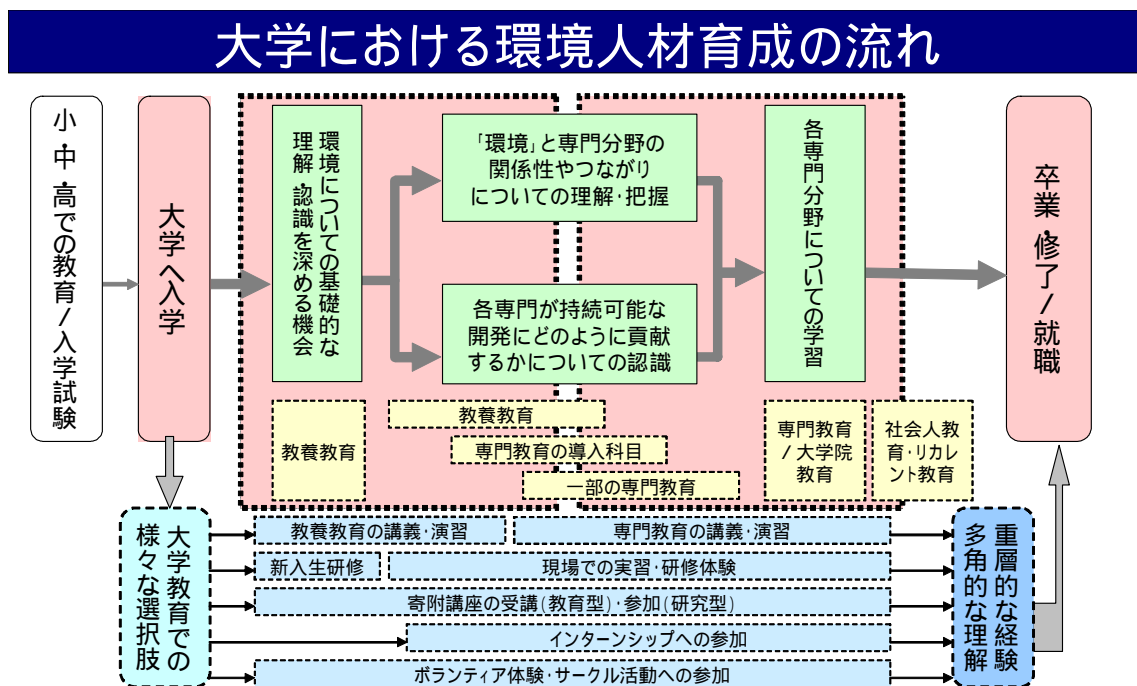 大学における環境人材育成の流れ
小・中・高での教育/入学試験
大学へ入学
環境についての基礎的な
理解・認識を深める機会
「環境」と専門分野の
関係性やつながり
についての理解・把握
各専門が持続可能な
開発にどのように貢献
するかについての認識
各専門分野についての学習
卒業・修了/就職
教養教育
教養教育
専門教育の導入科目
一部の専門教育
専門教育
/大学院
教育
社会人教
育・リカレ
ント教育
大学教育での
様々な選択肢
教養教育の講義・演習
専門教育の講義・演習
新入生研修
現場での実習・研修体験
寄附講座の受講(教育型)・参加(研究型)
インターンシップへの参加
ボランティア体験・サークル活動への参加
重層的な経験
多角的な理解